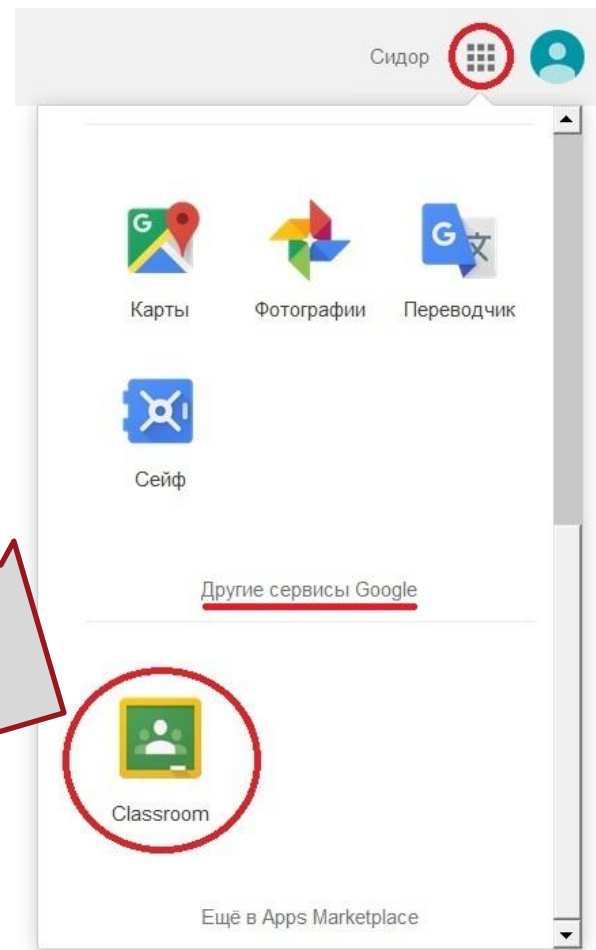 Сидор
Карты
Фотографии
Переводчик
Сейф
Другие сервисы Google
Classroom
Ещё в Apps Marketplace